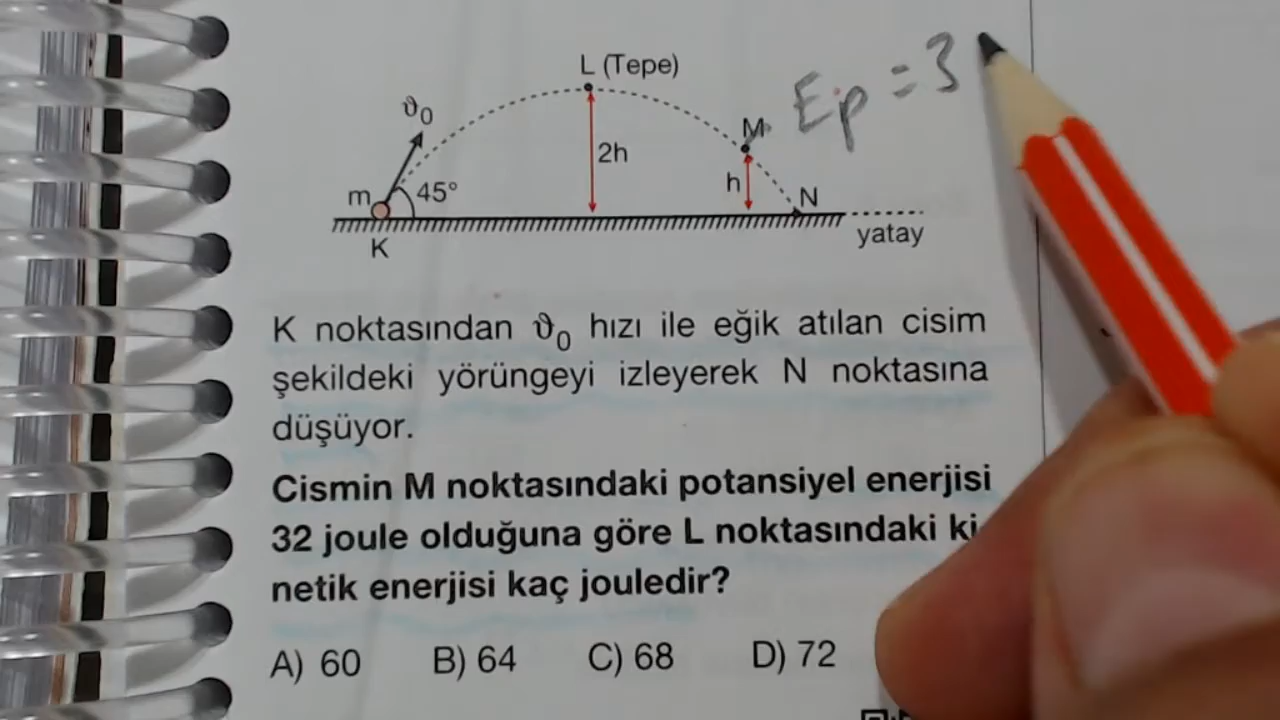 L (Tepe)
Ep = 3
ϑ0
M
2h
m
45°
h
N
K
yatay
K noktasından ϑ0 hızı ile eğik atılan cisim
şekildeki yörüngeyi izleyerek N noktasına
düşüyor.
Cismin M noktasındaki potansiyel enerjisi
32 joule olduğuna göre L noktasındaki ki
netik enerjisi kaç jouledir?
A) 60 B) 64 C) 68 D) 72